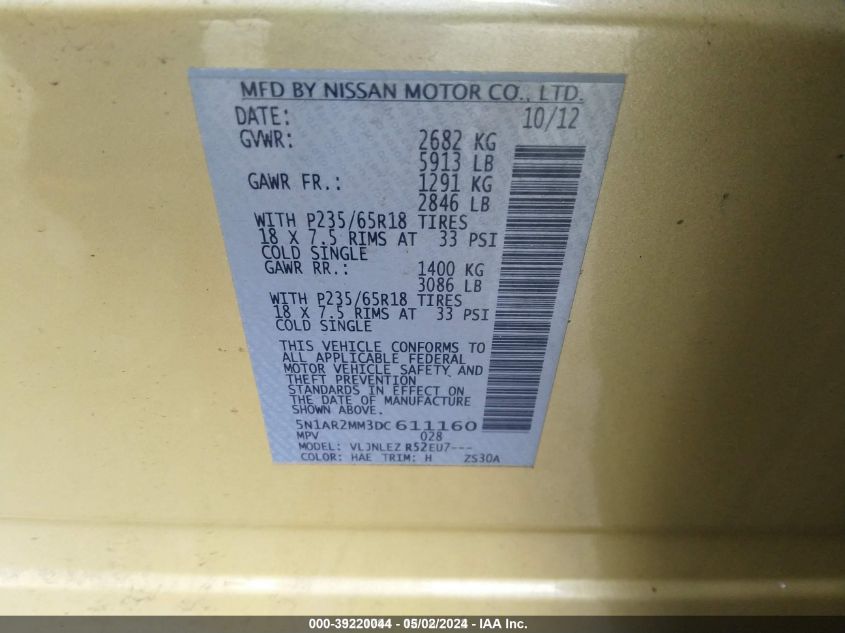 MFD BY NISSAN MOTOR CO., LTD.
DATE: 10/12
GVWR: 2682 KG
5913 LB
GAWR FR.: 1291 KG
2846 LB
WITH P235/65R18 TIRES
18 X 7.5 RIMS AT 33 PSI
COLD SINGLE
GAWR RR.: 1400 KG
3086 LB
WITH P235/65R18 TIRES
18 X 7.5 RIMS AT 33 PSI
COLD SINGLE
THIS VEHICLE CONFORMS TO
ALL APPLICABLE FEDERAL
MOTOR VEHICLE SAFETY AND
THEFT PREVENTION
STANDARDS IN EFFECT ON
THE DATE OF MANUFACTURE
SHOWN ABOVE.
5N1AR2MM3DC 611160
MPV 028
MODEL: VLJNLEZ R52EU7---
COLOR: HAE TRIM: H ZS30A
000-39220044 - 05/02/2024 - IAA Inc.